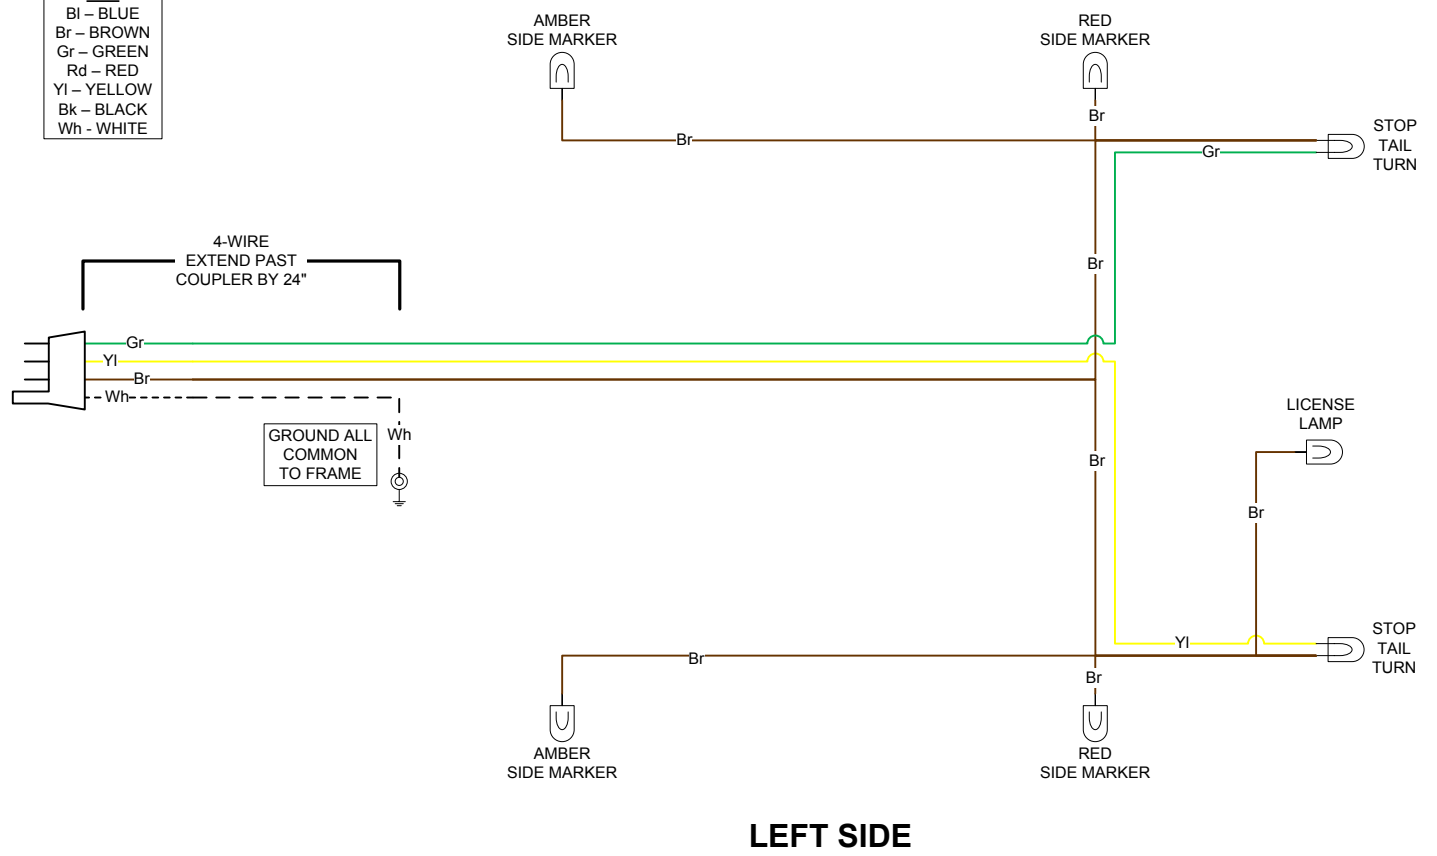 Bl – BLUE
Br – BROWN
Gr – GREEN
Rd – RED
Yl – YELLOW
Bk – BLACK
Wh - WHITE
AMBER
SIDE MARKER
RED
SIDE MARKER
Br
Br
Gr
STOP
TAIL
TURN
4-WIRE
EXTEND PAST
COUPLER BY 24"
Br
Gr
Yl
Br
Wh
GROUND ALL
COMMON
TO FRAME
Wh
Br
LICENSE
LAMP
Br
Yl
STOP
TAIL
TURN
Br
Br
AMBER
SIDE MARKER
RED
SIDE MARKER
LEFT SIDE